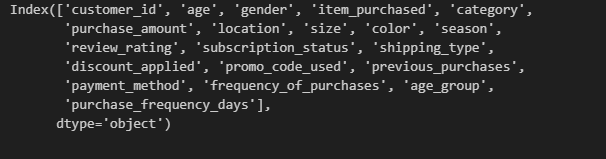 Index(['customer_id', 'age', 'gender', 'item_purchased', 'category',
'purchase_amount', 'location', 'size', 'color', 'season',
'review_rating', 'subscription_status', 'shipping_type',
'discount_applied', 'promo_code_used', 'previous_purchases',
'payment_method', 'frequency_of_purchases', 'age_group',
'purchase_frequency_days'],
dtype='object')